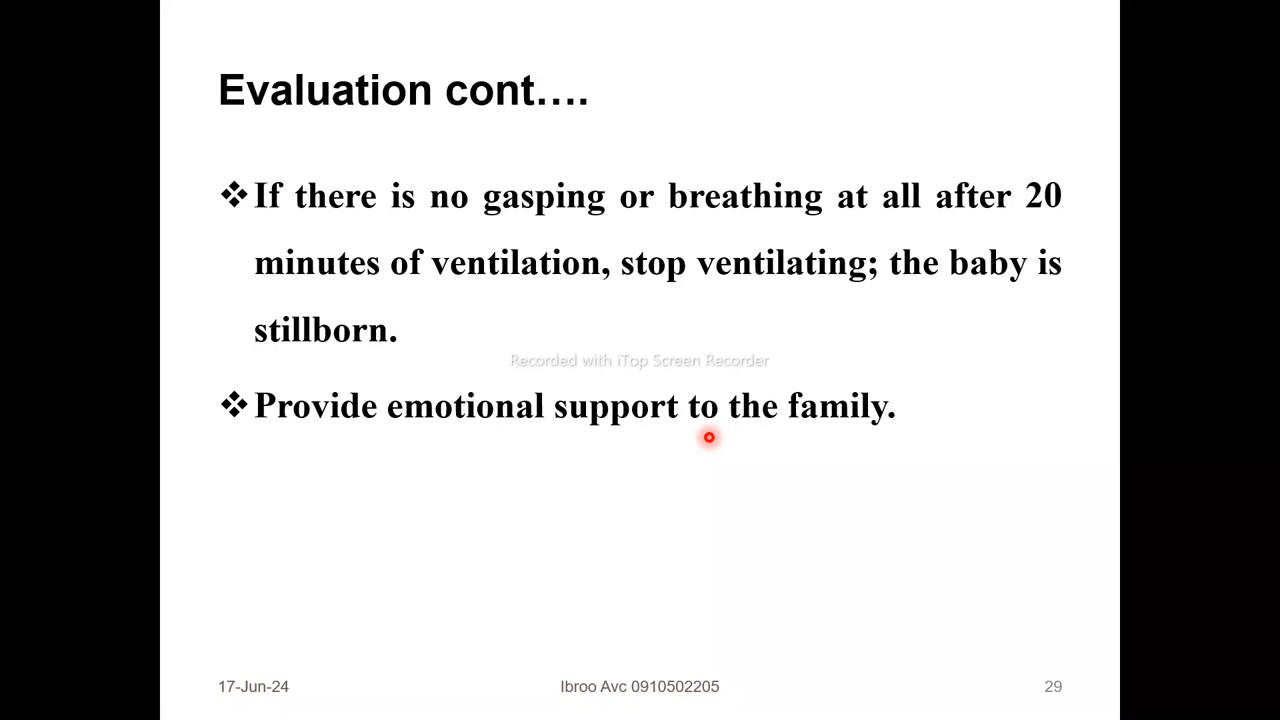 Evaluation cont….
❖If there is no gasping or breathing at all after 20
minutes of ventilation, stop ventilating; the baby is
stillborn.
Recorded with iTop Screen Recorder
❖Provide emotional support to the family.
17-Jun-24 Ibroo Avc 0910502205 29